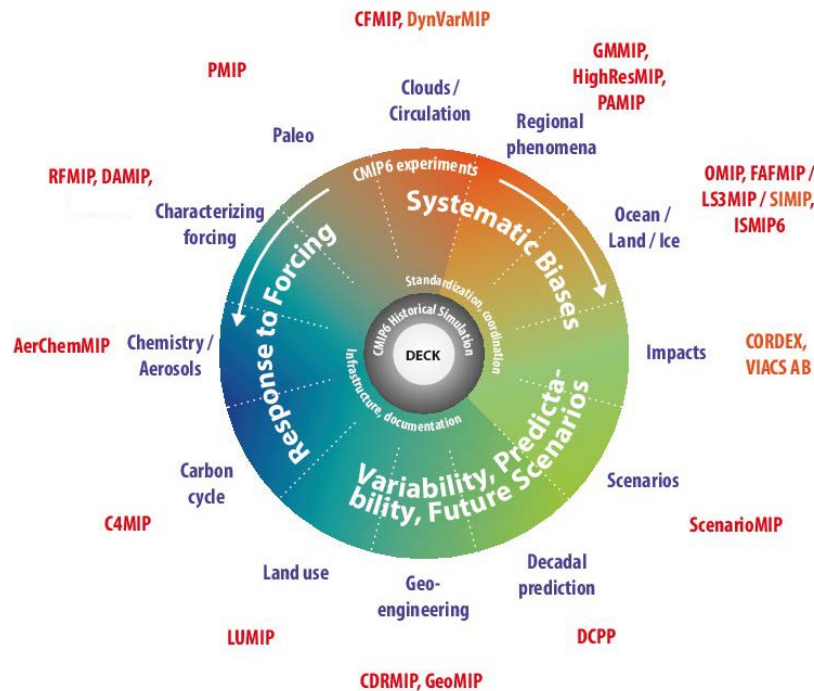 CFMIP, DynVarMIP
GMMIP,
HighResMIP,
PAMIP
PMIP
Clouds /
Circulation
Regional
phenomena
Paleo
RFMIP, DAMIP,
Characterizing
forcing
CMIP6 experiments
OMIP, FAFMIP /
LS3MIP / SIMIP,
ISMIP6
Ocean /
Land / Ice
Systematic Biases
Response to Forcing
Standardization, coordination
CMIP6 Historical Simulation
DECK
Infrastructure, documentation
AerChemMIP
Chemistry /
Aerosols
Impacts
CORDEX,
VIACS AB
Variability, Predicta-
bility, Future Scenarios
Carbon
cycle
Scenarios
C4MIP
ScenarioMIP
Land use
Geo-
engineering
Decadal
prediction
LUMIP
DCPP
CDRMIP, GeoMIP